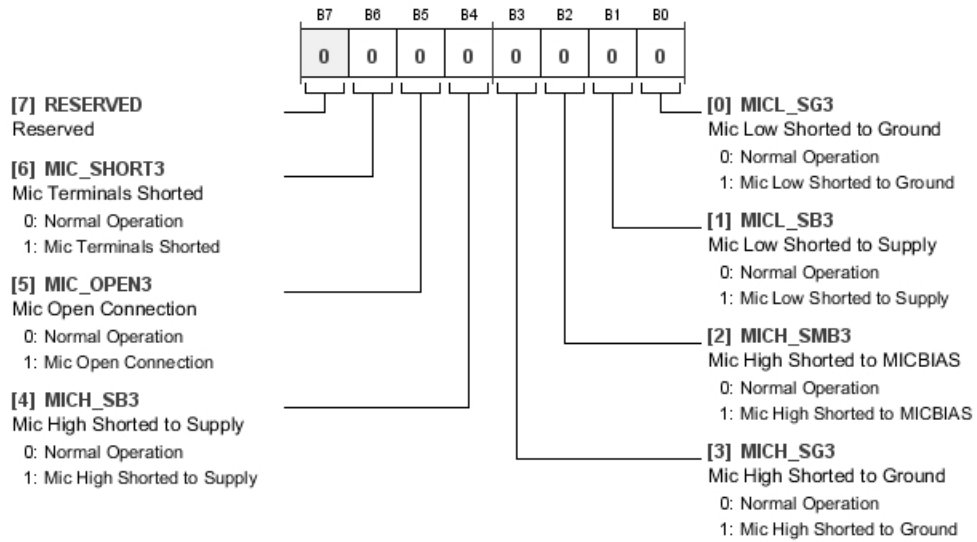 B7 B6 B5 B4 B3 B2 B1 B0
0 0 0 0 0 0 0 0
[7] RESERVED
Reserved
[6] MIC_SHORT3
Mic Terminals Shorted
0: Normal Operation
1: Mic Terminals Shorted
[5] MIC_OPEN3
Mic Open Connection
0: Normal Operation
1: Mic Open Connection
[4] MICH_SB3
Mic High Shorted to Supply
0: Normal Operation
1: Mic High Shorted to Supply
[0] MICL_SG3
Mic Low Shorted to Ground
0: Normal Operation
1: Mic Low Shorted to Ground
[1] MICL_SB3
Mic Low Shorted to Supply
0: Normal Operation
1: Mic Low Shorted to Supply
[2] MICH_SMB3
Mic High Shorted to MICBIAS
0: Normal Operation
1: Mic High Shorted to MICBIAS
[3] MICH_SG3
Mic High Shorted to Ground
0: Normal Operation
1: Mic High Shorted to Ground